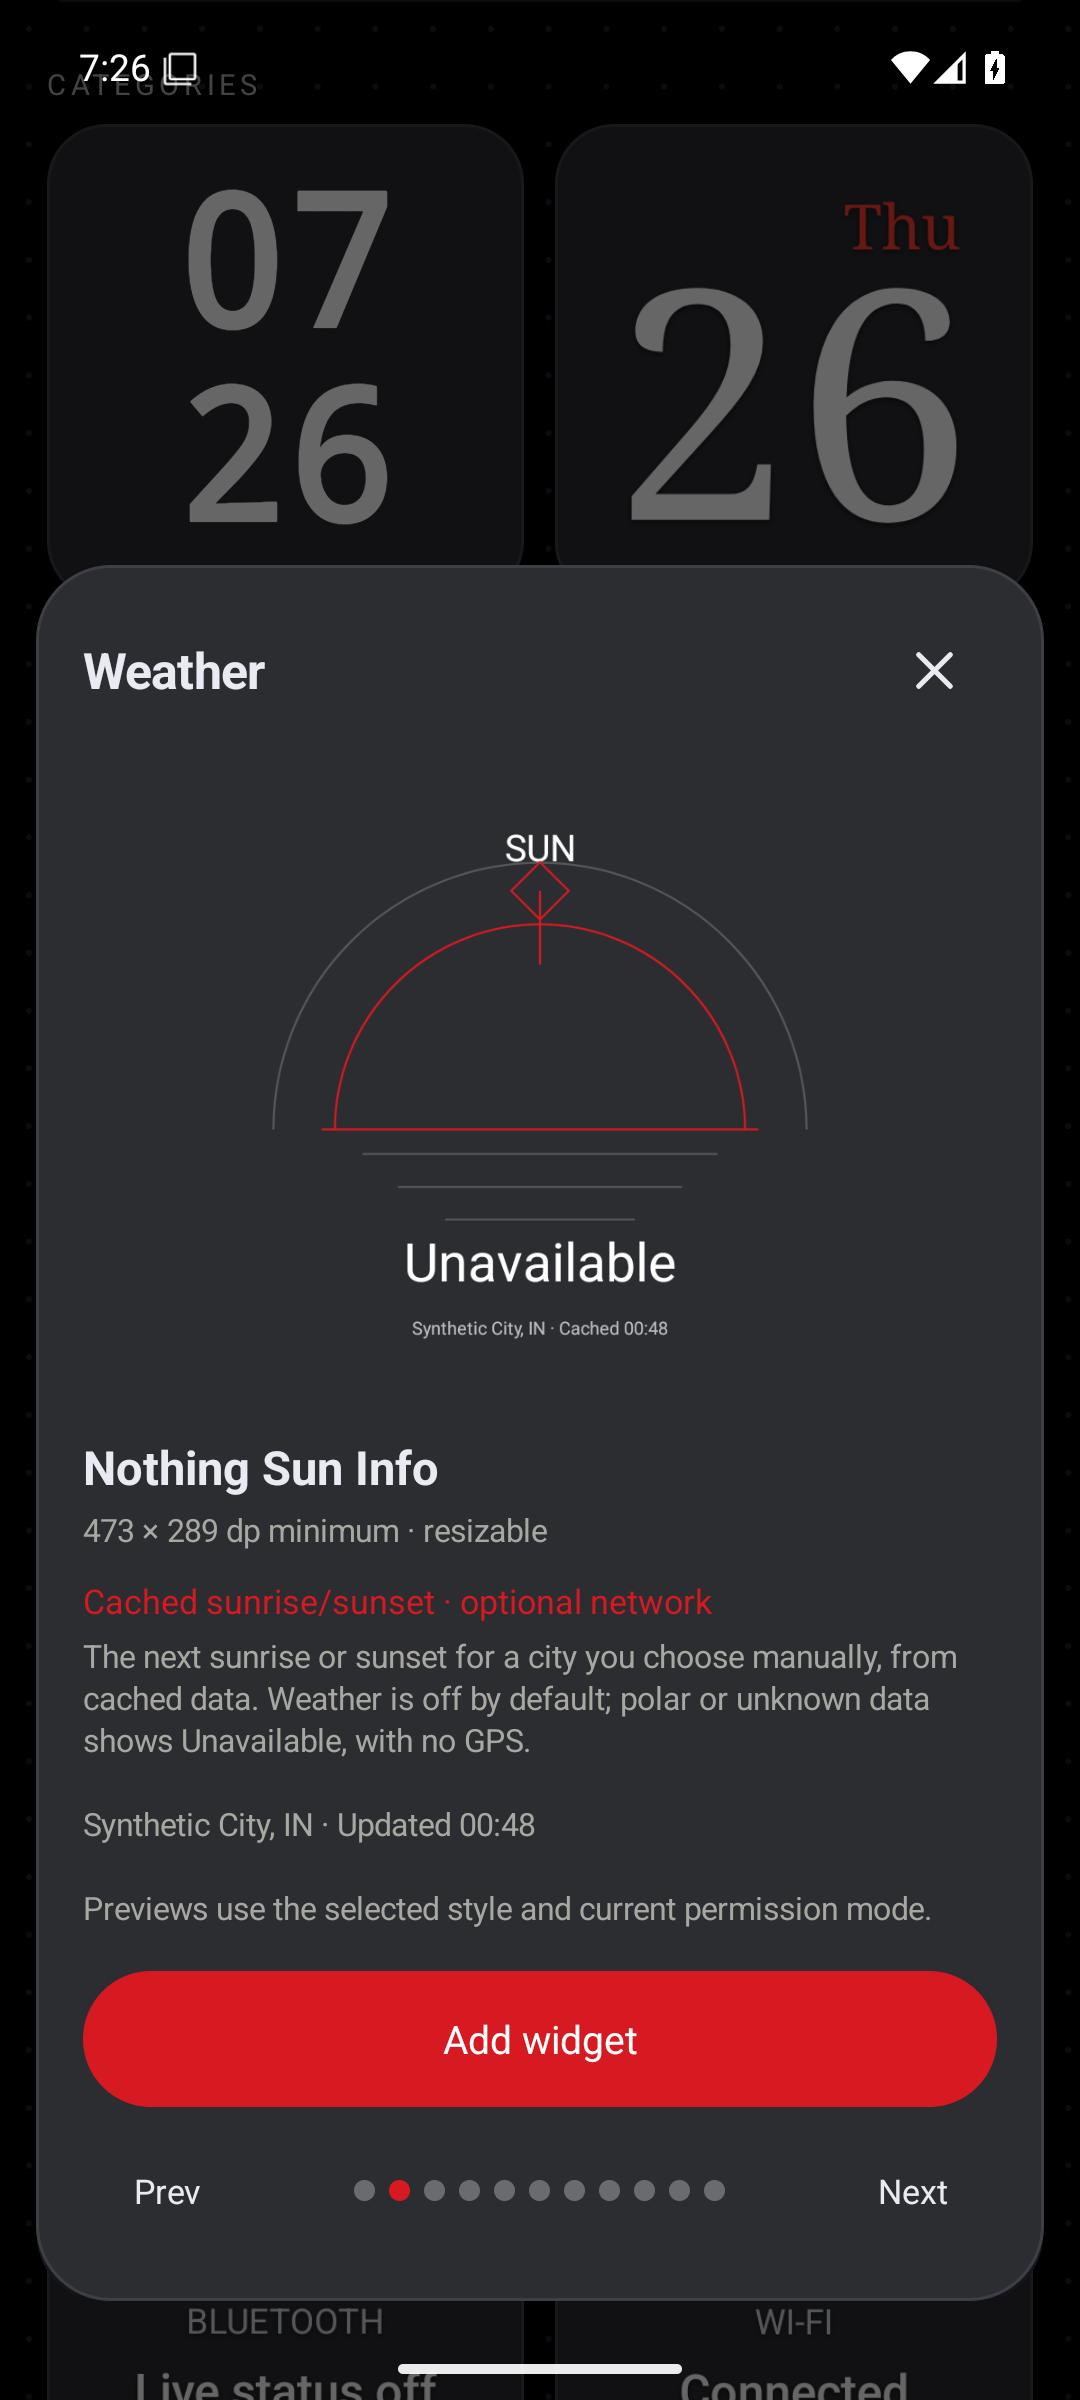 7:26
CATEGORIES
07
26
Thu
26
Weather
SUN
Unavailable
Synthetic City, IN · Cached 00:48
Nothing Sun Info
473 × 289 dp minimum · resizable
Cached sunrise/sunset · optional network
The next sunrise or sunset for a city you choose manually, from
cached data. Weather is off by default; polar or unknown data
shows Unavailable, with no GPS.
Synthetic City, IN · Updated 00:48
Previews use the selected style and current permission mode.
Add widget
Prev
Next
BLUETOOTH
WI-FI
Live status off
Connected